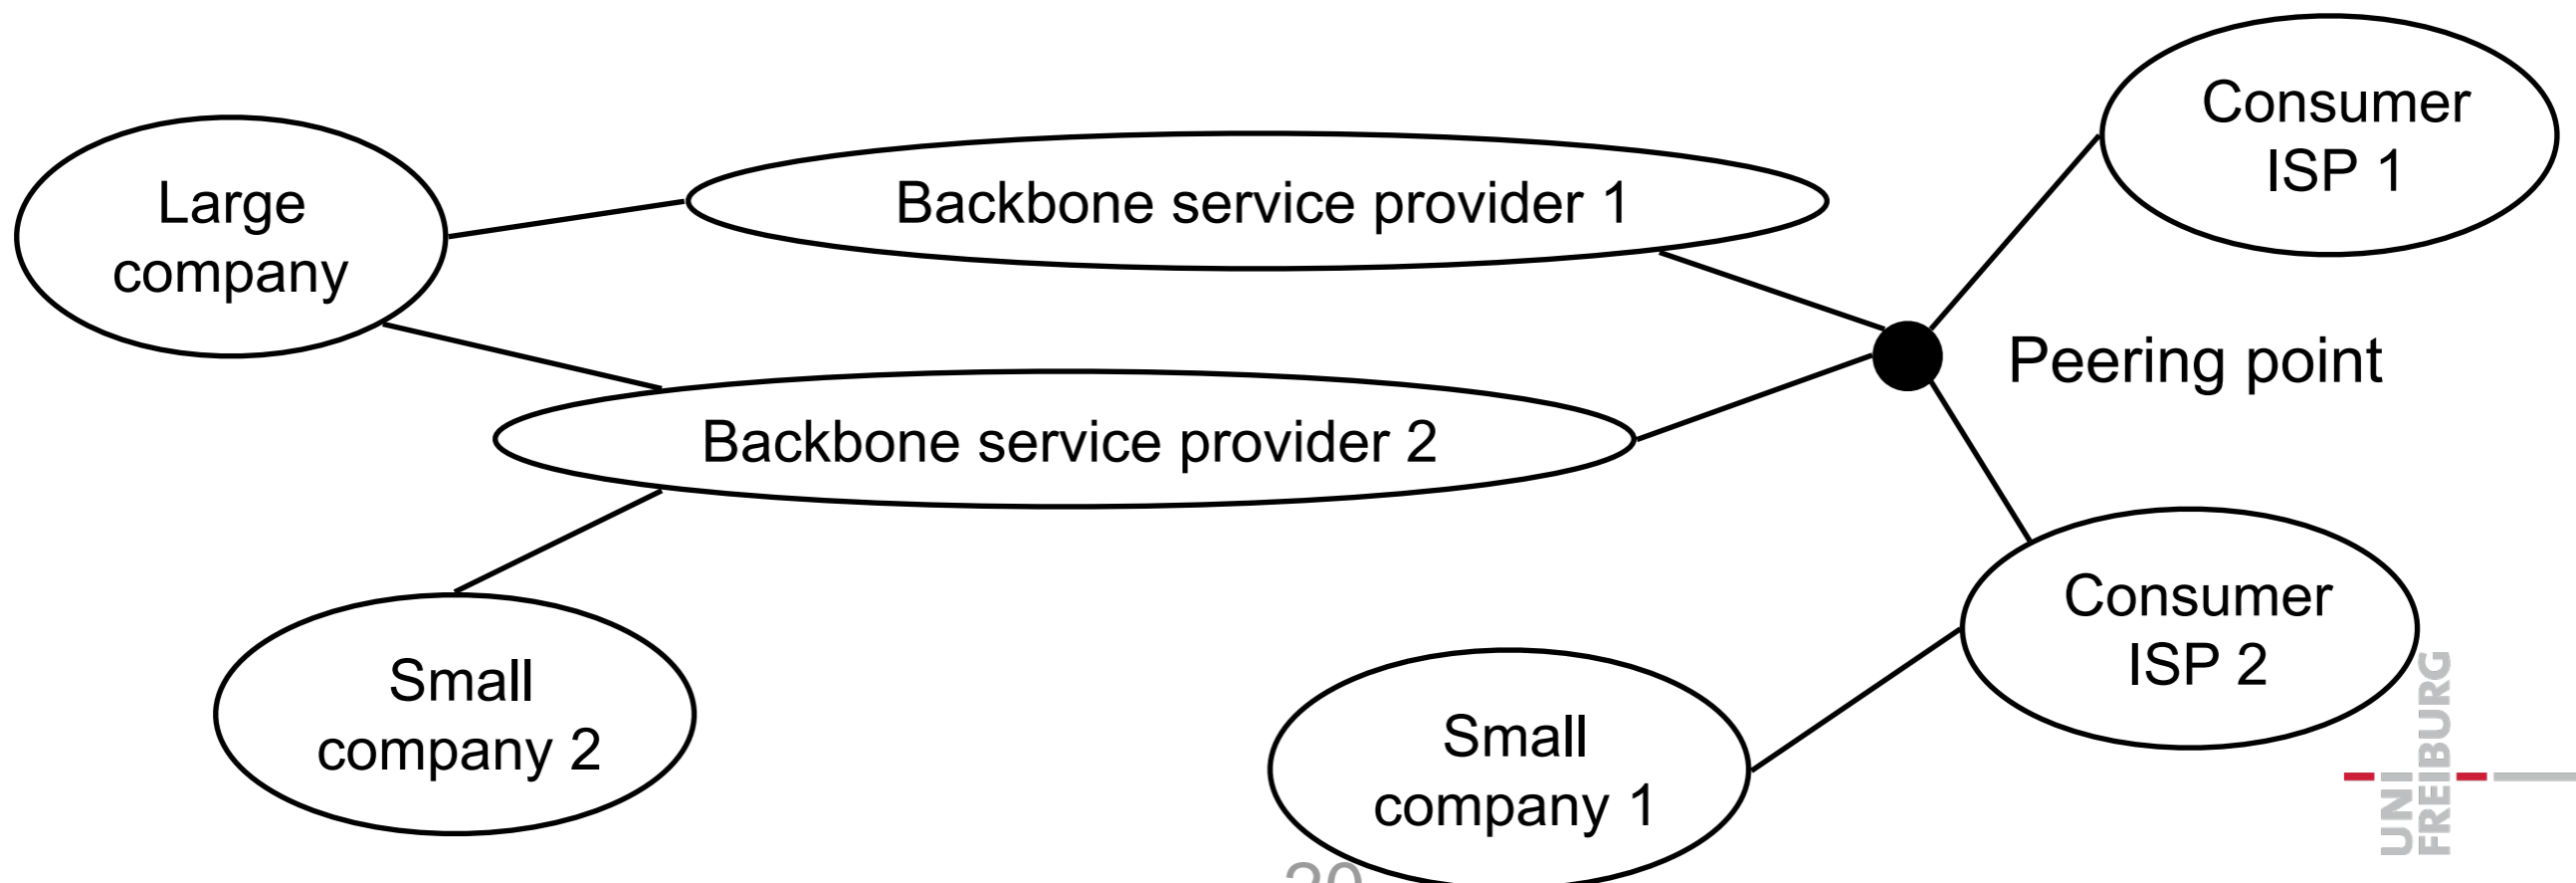 Consumer
ISP 1
Large
company
Backbone service provider 1
Peering point
Backbone service provider 2
Consumer
ISP 2
Small
company 2
Small
company 1
UNI
FREIBURG
20